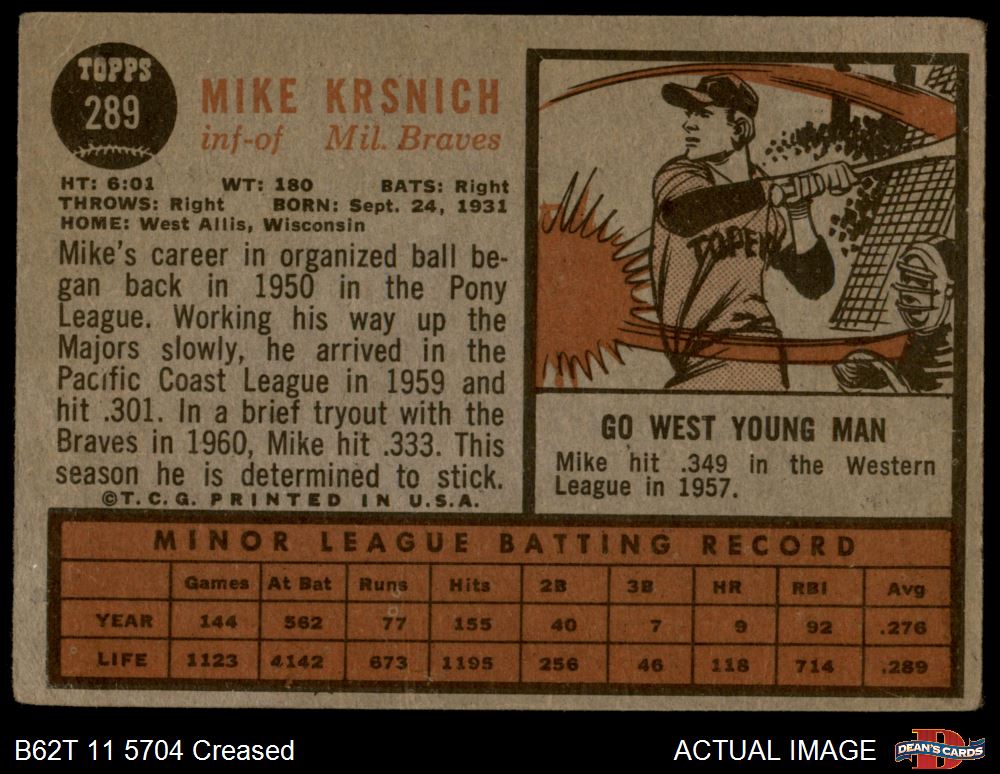 TOPPS
289
MIKE KRSNICH
inf-of Mil. Braves
HT: 6:01 WT: 180 BATS: Right
THROWS: Right BORN: Sept. 24, 1931
HOME: West Allis, Wisconsin
Mike's career in organized ball be-
gan back in 1950 in the Pony
League. Working his way up the
Majors slowly, he arrived in the
Pacific Coast League in 1959 and
hit .301. In a brief tryout with the
Braves in 1960, Mike hit .333. This
season he is determined to stick.
©T.C.G. PRINTED IN U.S.A.
TOPEK
GO WEST YOUNG MAN
Mike hit .349 in the Western
League in 1957.
MINOR LEAGUE BATTING RECORD
Games At Bat Runs Hits 2B 3B HR RBI Avg
YEAR 144 562 77 155 40 7 9 92 .276
LIFE 1123 4142 673 1195 256 46 118 714 .289
B62T 11 5704 Creased
ACTUAL IMAGE
D
DEAN'S CARDS